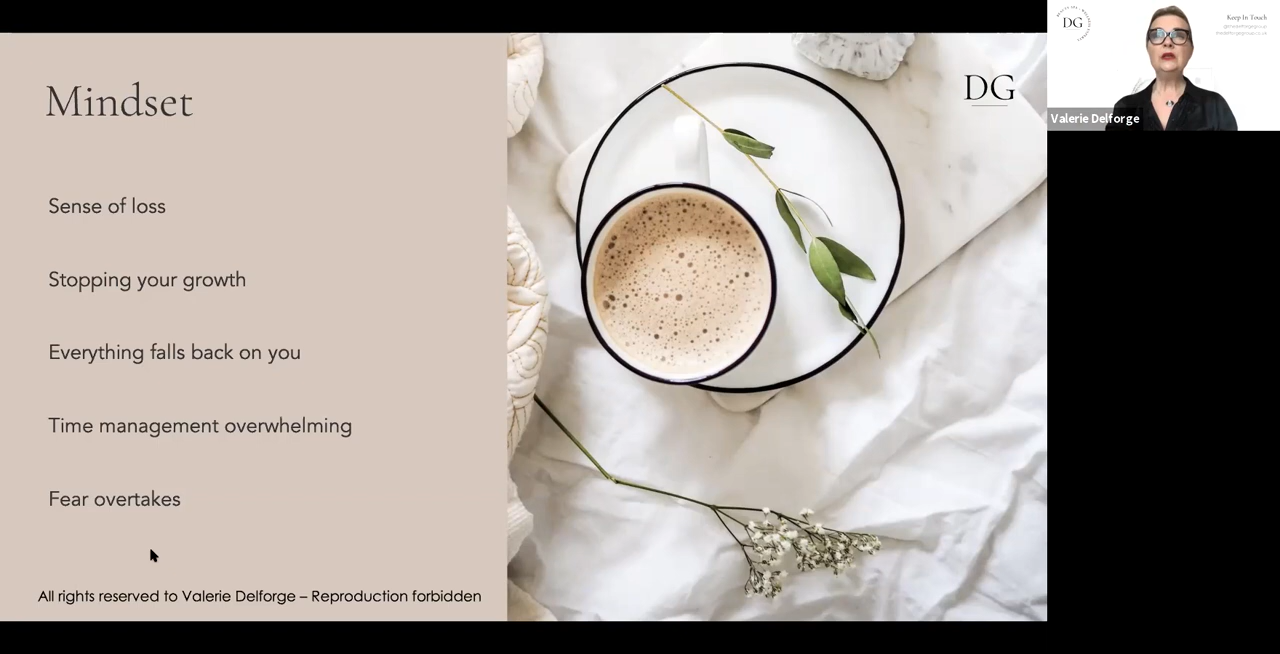 Mindset
Sense of loss
Stopping your growth
Everything falls back on you
Time management overwhelming
Fear overtakes
All rights reserved to Valerie Delforge – Reproduction forbidden
DG
DG
Keep In Touch
Valerie Delforge